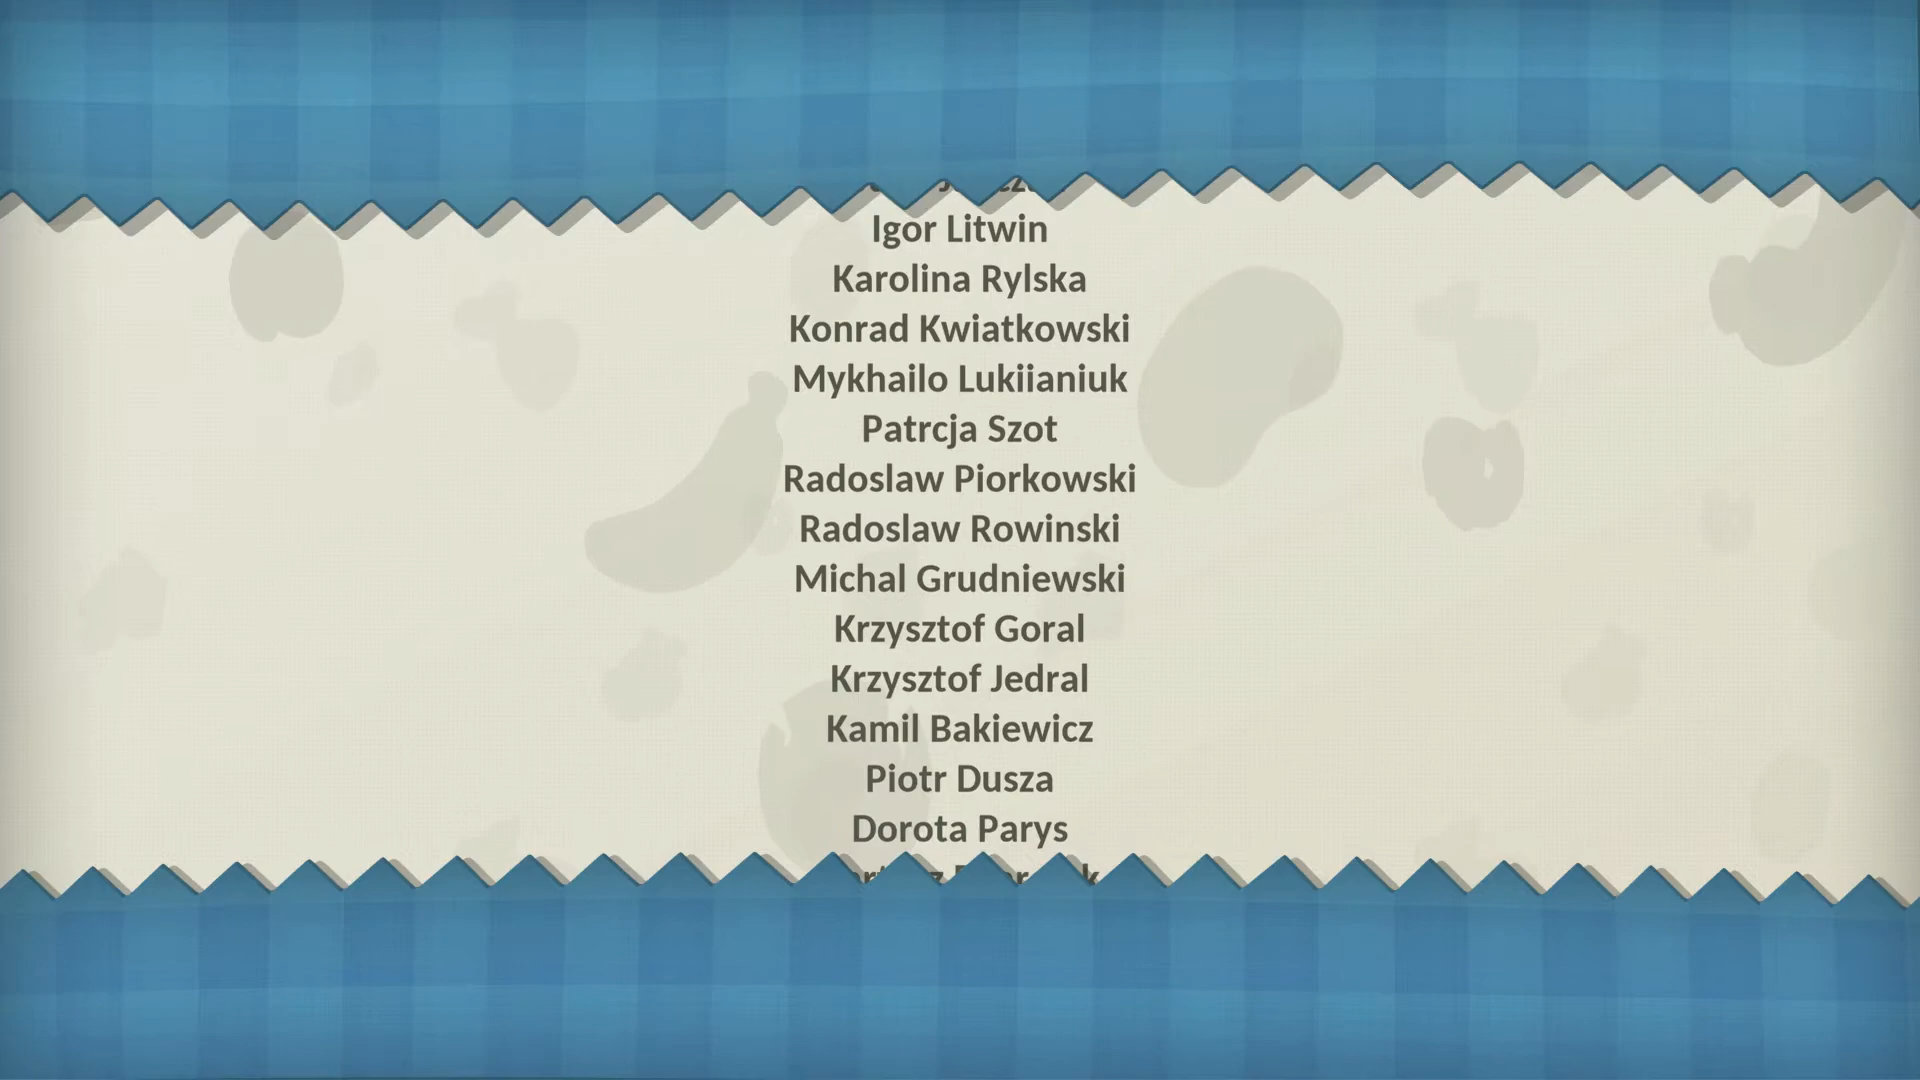 Igor Litwin
Karolina Rylska
Konrad Kwiatkowski
Mykhailo Lukiianiuk
Patrcja Szot
Radoslaw Piorkowski
Radoslaw Rowinski
Michal Grudniewski
Krzysztof Goral
Krzysztof Jedral
Kamil Bakiewicz
Piotr Dusza
Dorota Parys